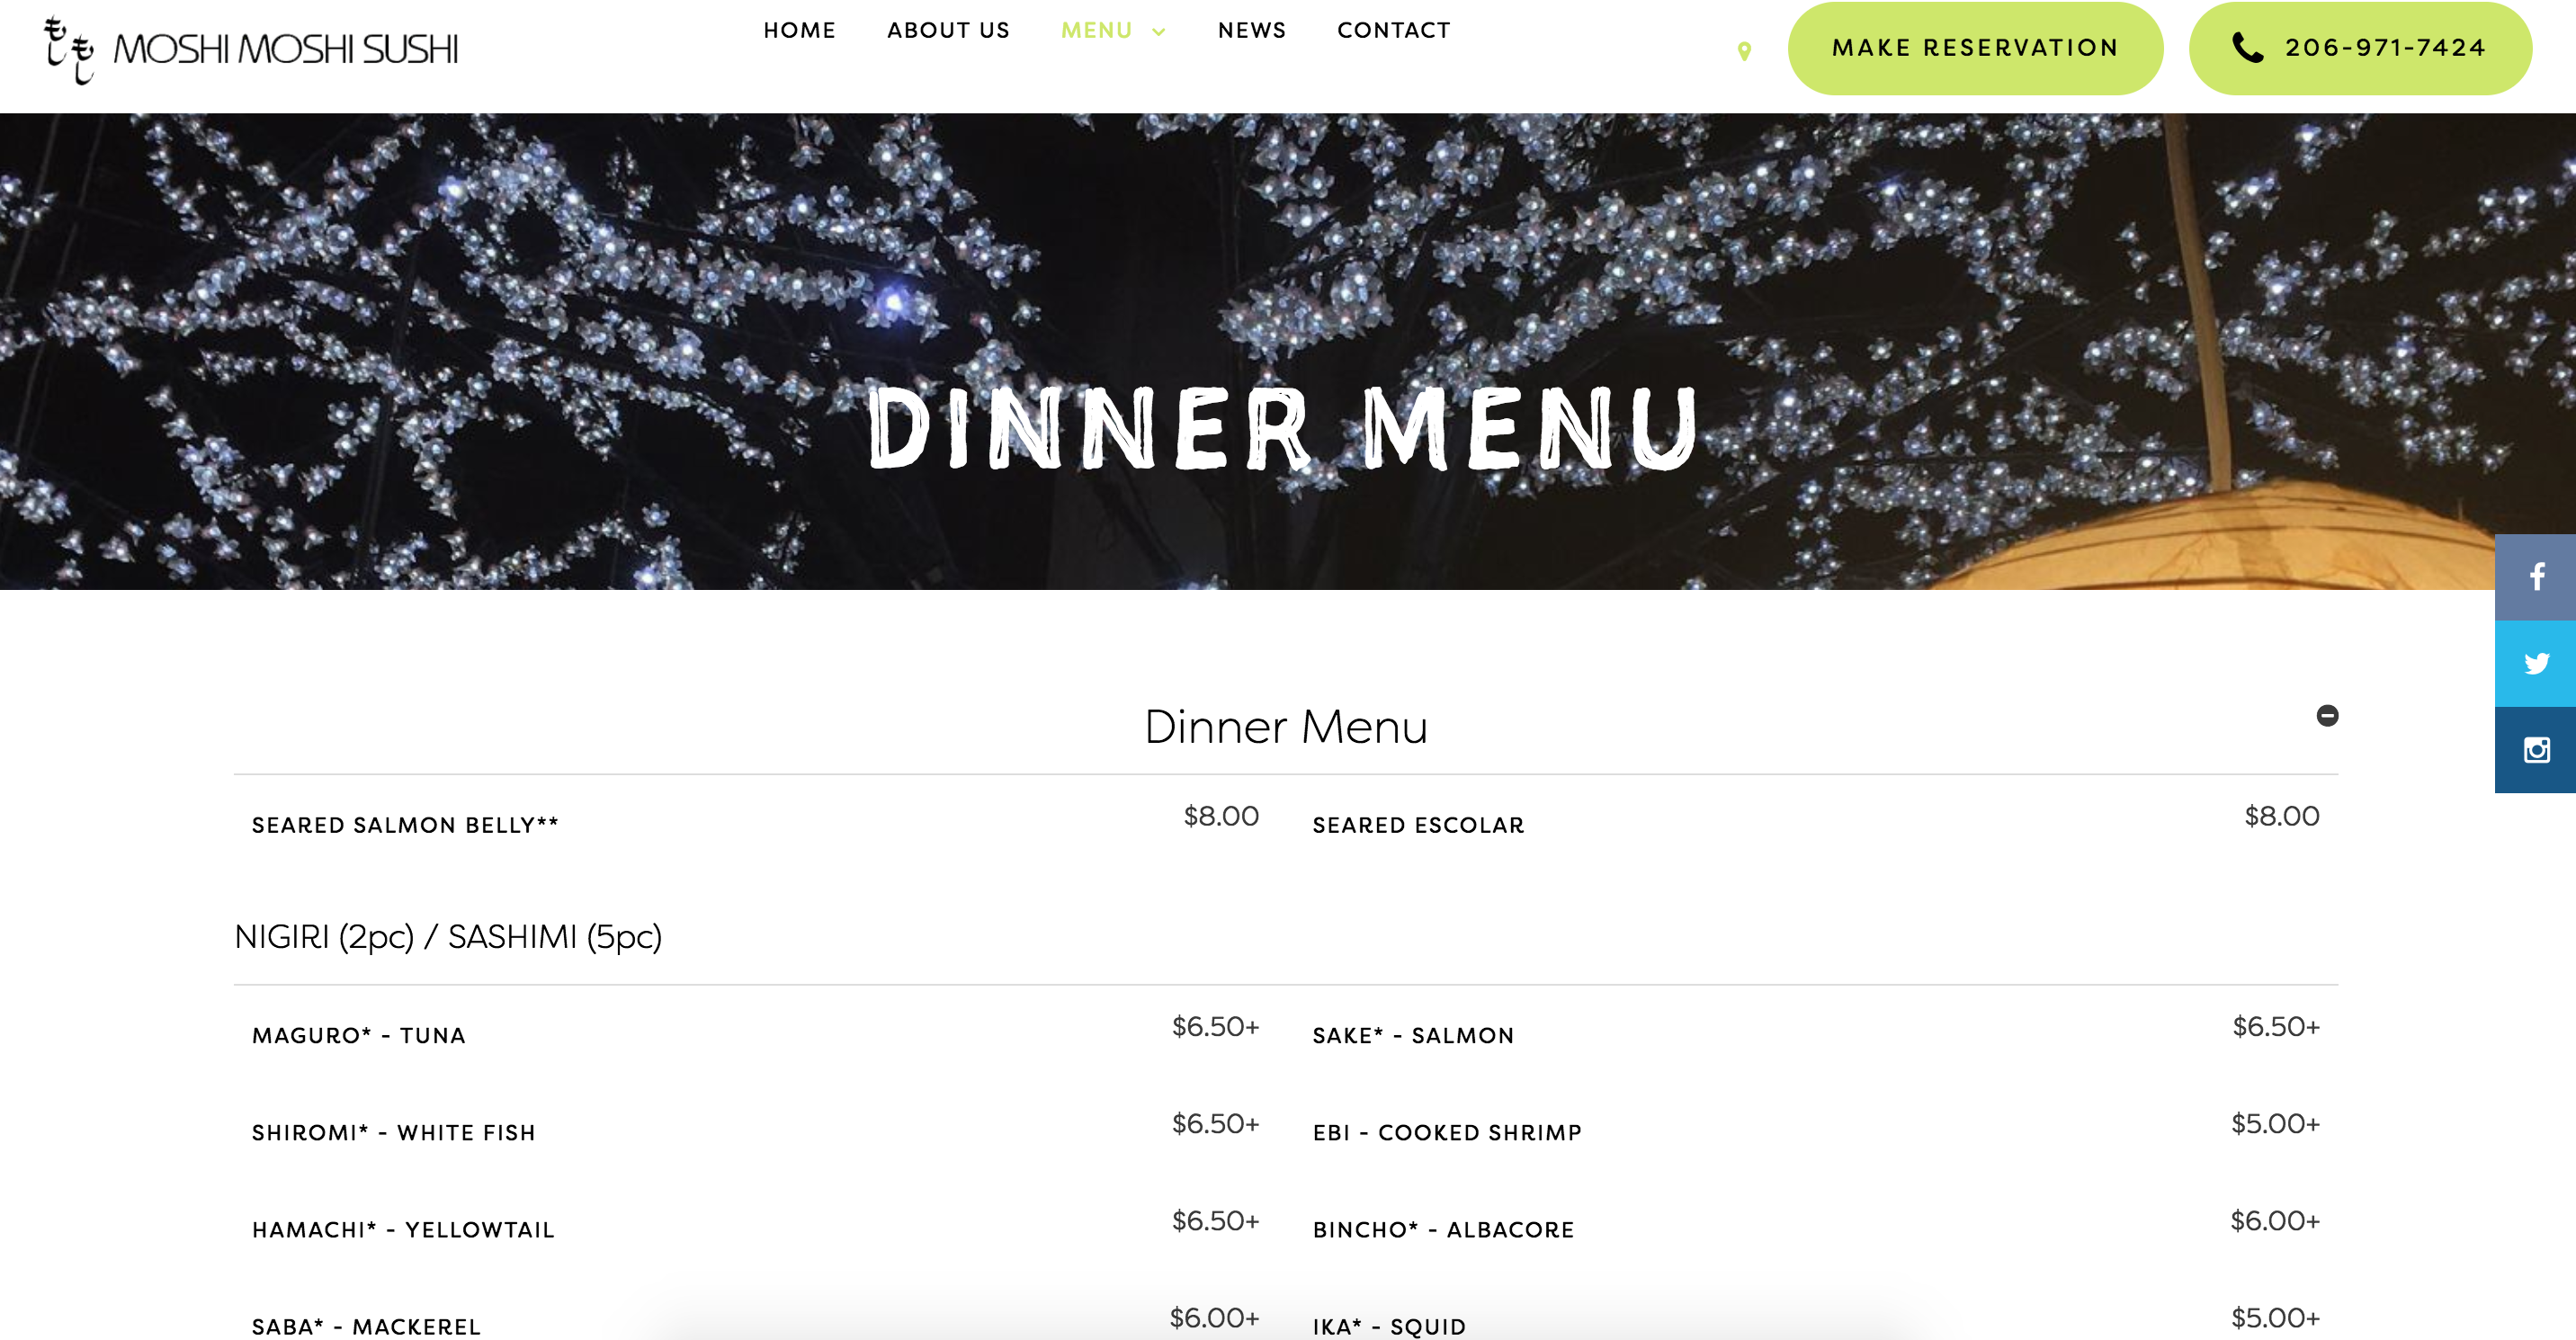 もしもし MOSHI MOSHI SUSHI
HOME ABOUT US MENU NEWS CONTACT
MAKE RESERVATION
206-971-7424
DINNER MENU
Dinner Menu
SEARED SALMON BELLY** $8.00
SEARED ESCOLAR $8.00
NIGIRI (2pc) / SASHIMI (5pc)
MAGURO* - TUNA $6.50+
SAKE* - SALMON $6.50+
SHIROMI* - WHITE FISH $6.50+
EBI - COOKED SHRIMP $5.00+
HAMACHI* - YELLOWTAIL $6.50+
BINCHO* - ALBACORE $6.00+
SABA* - MACKEREL $6.00+
IKA* - SQUID $5.00+